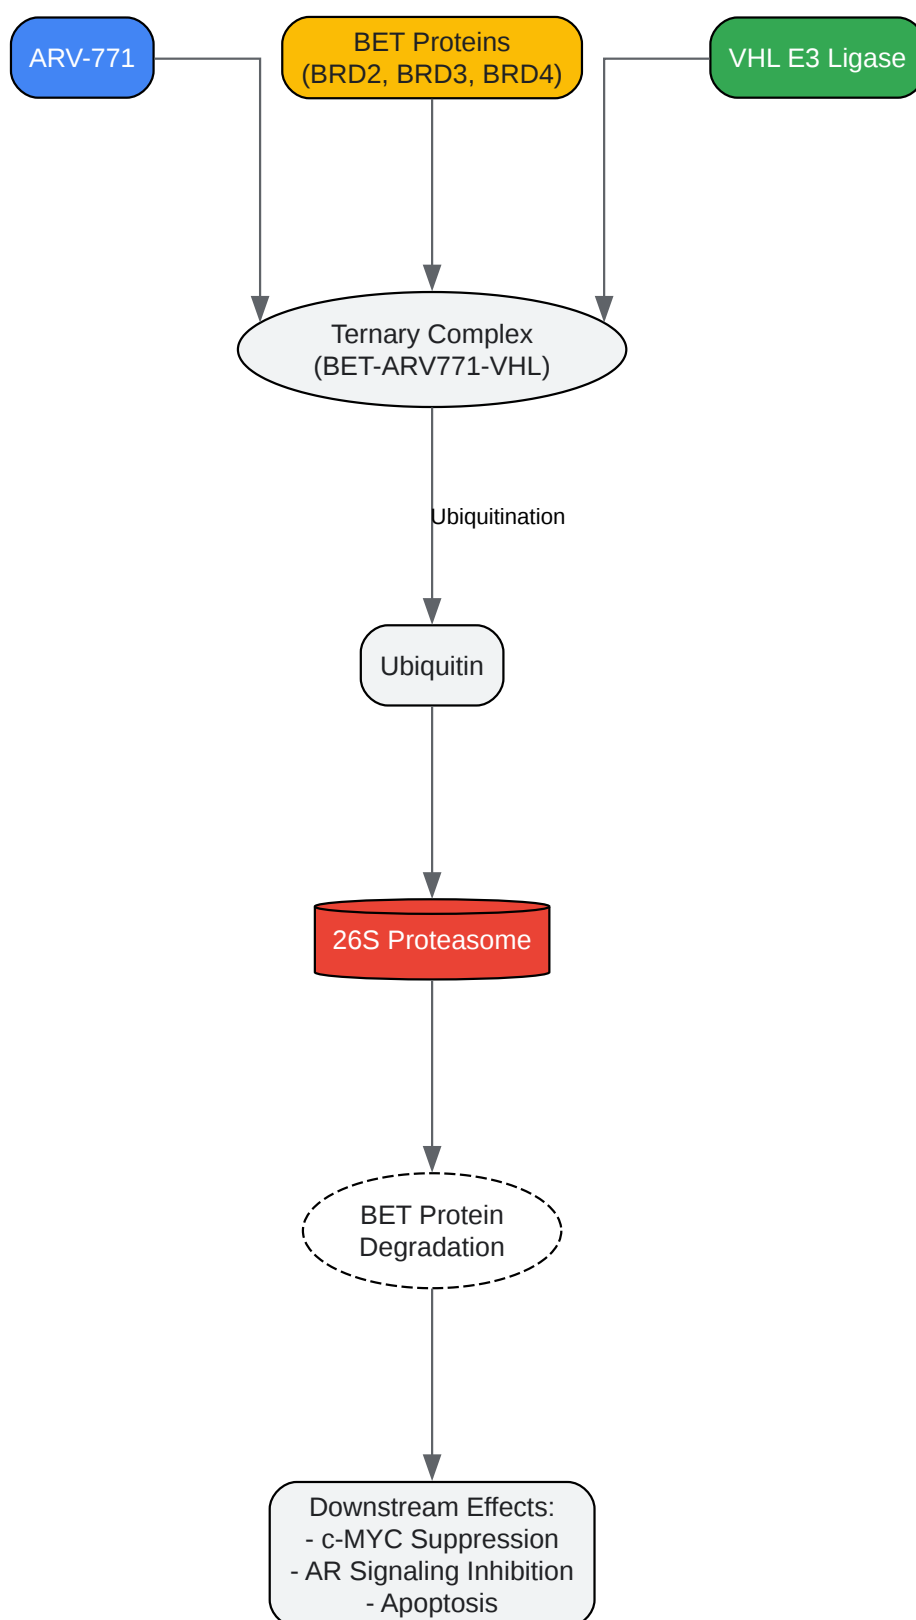 ARV-771
BET Proteins
(BRD2, BRD3, BRD4)
VHL E3 Ligase
Ternary Complex
(BET-ARV771-VHL)
Ubiquitination
Ubiquitin
26S Proteasome
BET Protein
Degradation
Downstream Effects:
- c-MYC Suppression
- AR Signaling Inhibition
- Apoptosis